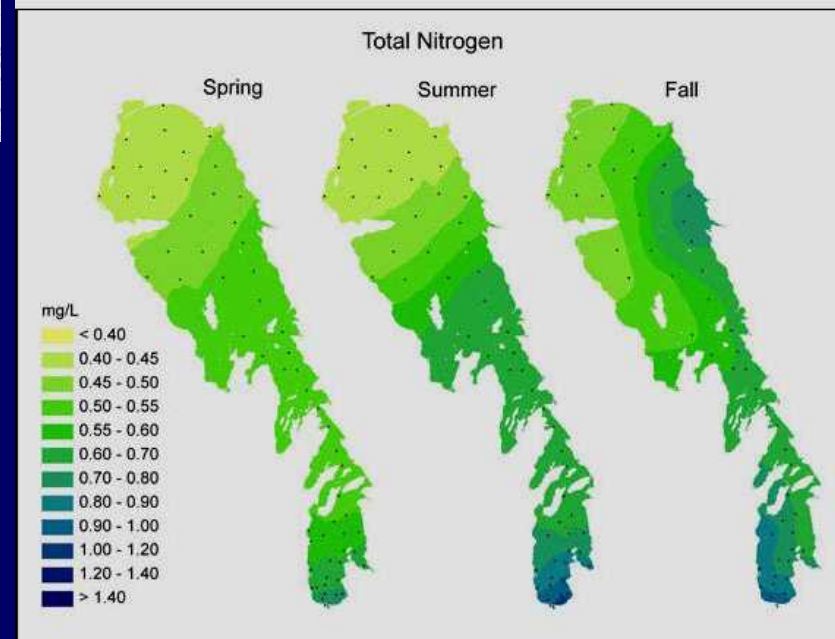 Total Nitrogen
Spring
Summer
Fall
mg/L
< 0.40
0.40 - 0.45
0.45 - 0.50
0.50 - 0.55
0.55 - 0.60
0.60 - 0.70
0.70 - 0.80
0.80 - 0.90
0.90 - 1.00
1.00 - 1.20
1.20 - 1.40
> 1.40